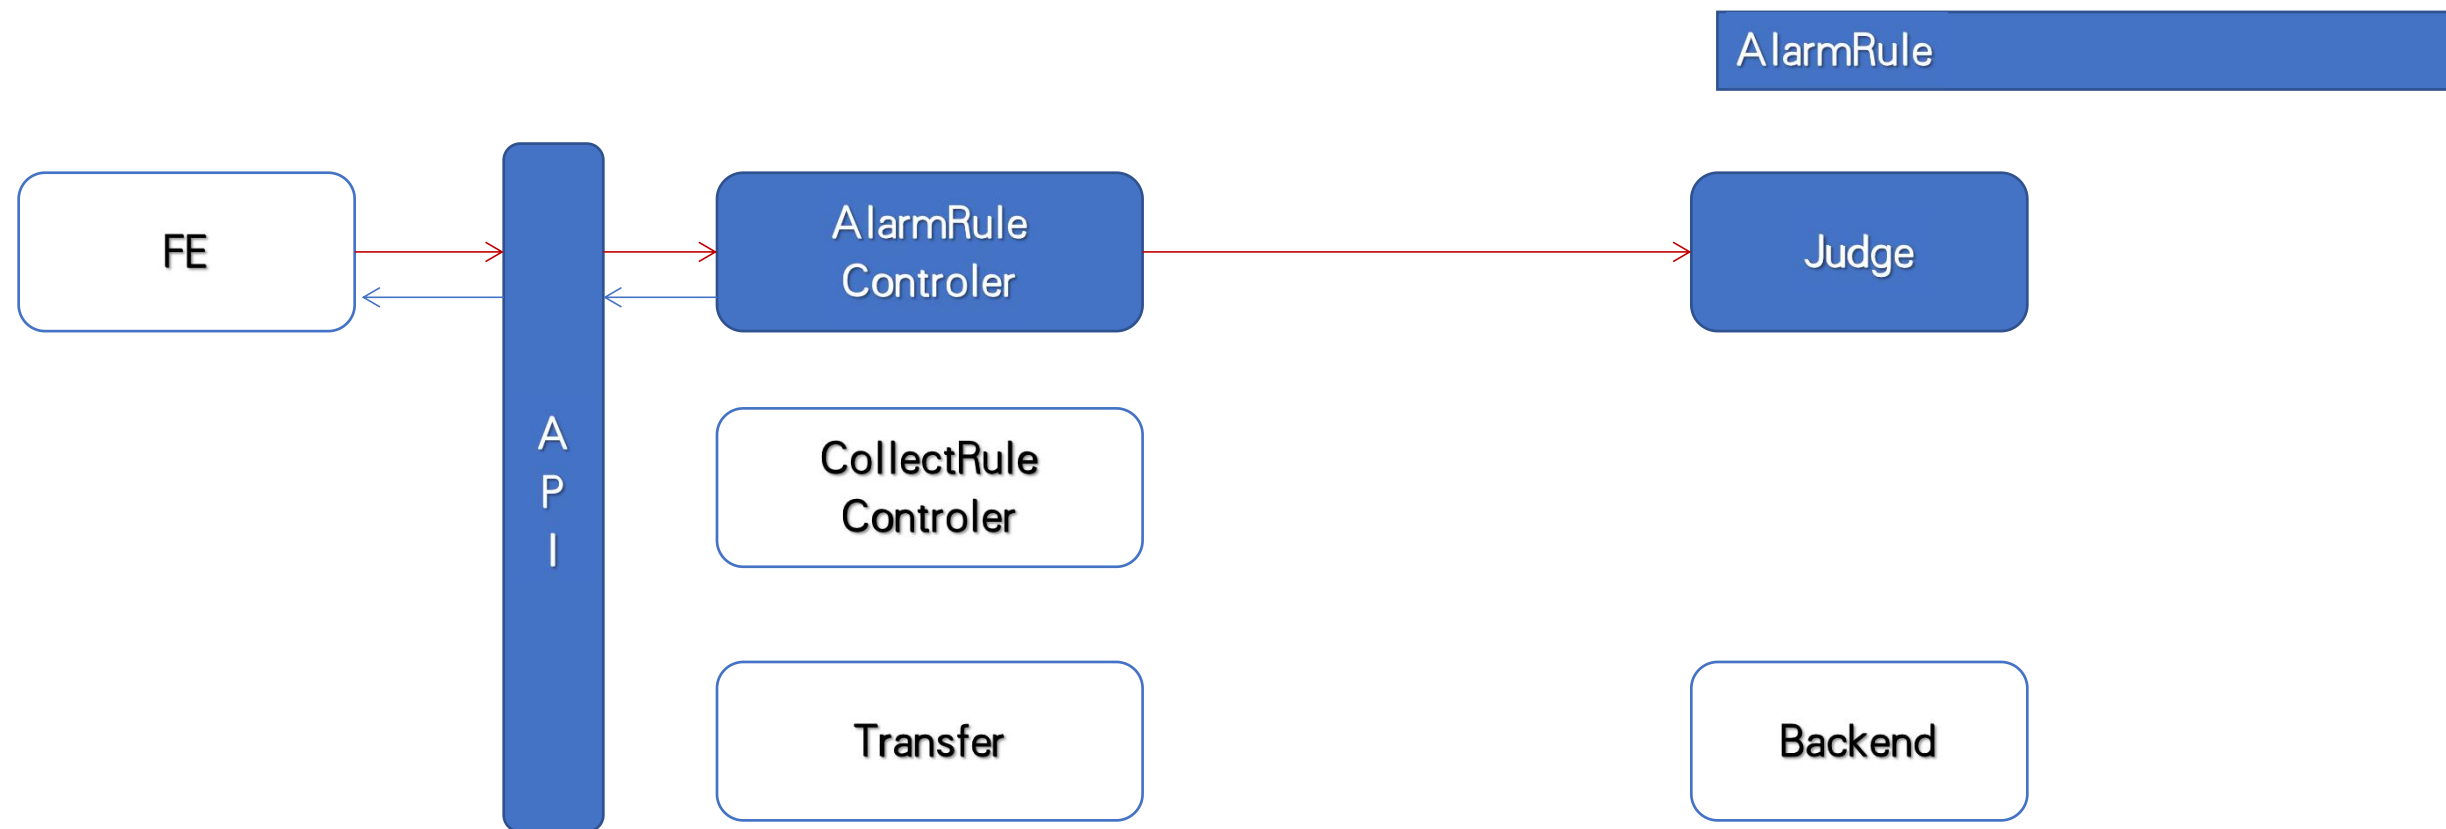 AlarmRule
FE
AlarmRule
Controler
Judge
A
P
I
CollectRule
Controler
Transfer
Backend